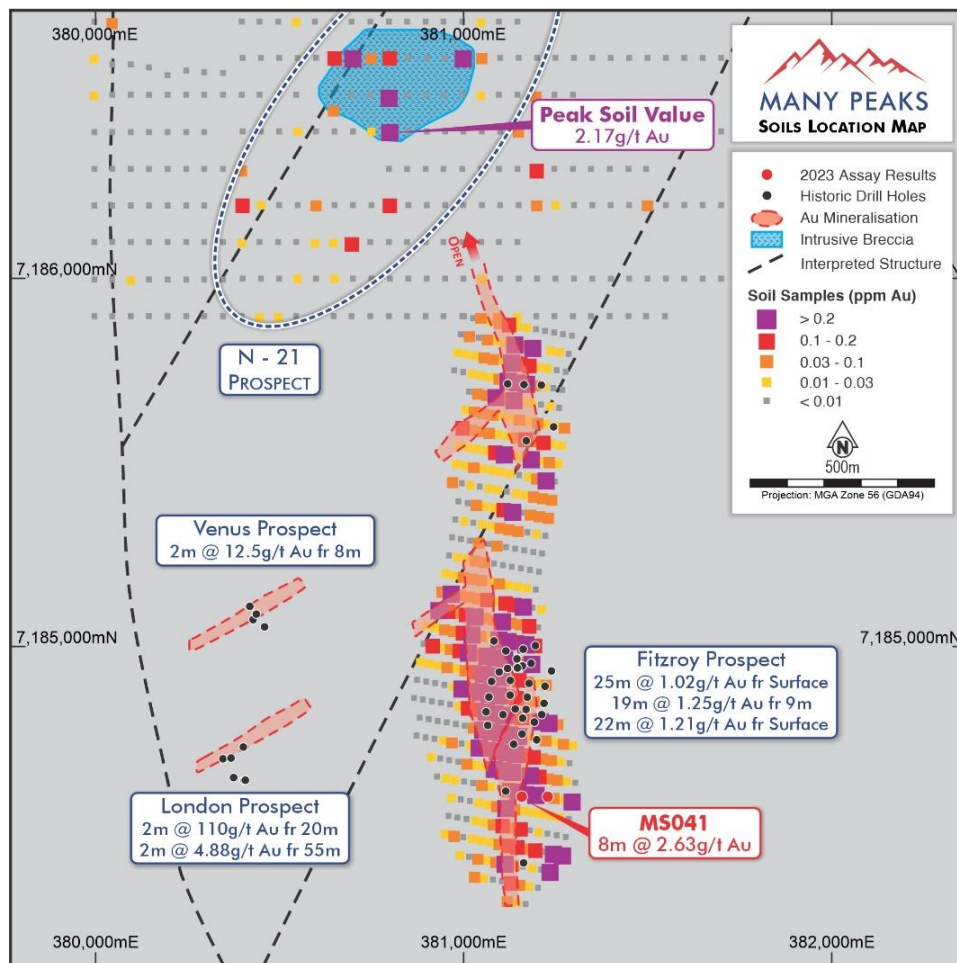 380,000mE
381,000mE
MANY PEAKS
SOILS LOCATION MAP
Peak Soil Value
2.17g/t Au
2023 Assay Results
Historic Drill Holes
Au Mineralisation
Intrusive Breccia
Interpreted Structure
Soil Samples (ppm Au)
> 0.2
0.1 - 0.2
0.03 - 0.1
0.01 - 0.03
< 0.01
N
500m
Projection: MGA Zone 56 (GDA94)
OPEN
7,186,000mN
N - 21
PROSPECT
Venus Prospect
2m @ 12.5g/t Au fr 8m
7,185,000mN
7,185,000mN
Fitzroy Prospect
25m @ 1.02g/t Au fr Surface
19m @ 1.25g/t Au fr 9m
22m @ 1.21g/t Au fr Surface
London Prospect
2m @ 110g/t Au fr 20m
2m @ 4.88g/t Au fr 55m
MS041
8m @ 2.63g/t Au
380,000mE
381,000mE
382,000mE